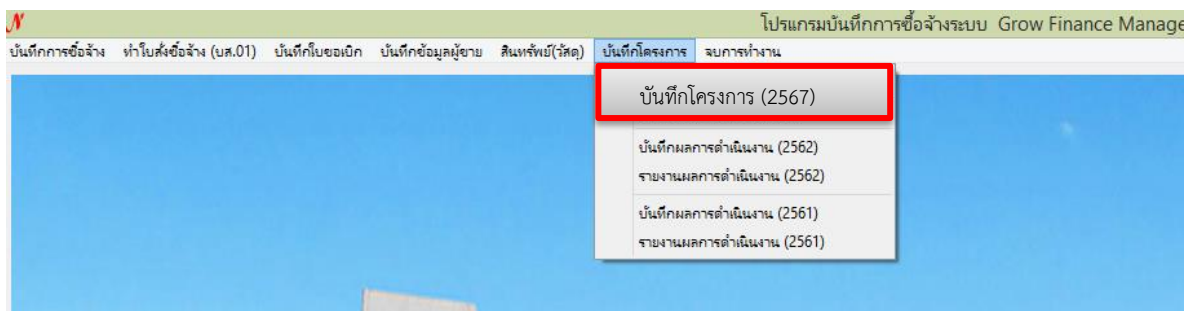 N โปรแกรมบันทึกการซื้อจ้างระบบ Grow Finance Manage
บันทึกการซื้อจ้าง ทำใบสั่งซื้อจ้าง (บส.01) บันทึกใบขอเบิก บันทึกข้อมูลผู้ขาย สินทรัพย์(วัสดุ) บันทึกโครงการ จบการทำงาน
บันทึกโครงการ (2567)
บันทึกผลการดำเนินงาน (2562)
รายงานผลการดำเนินงาน (2562)
บันทึกผลการดำเนินงาน (2561)
รายงานผลการดำเนินงาน (2561)